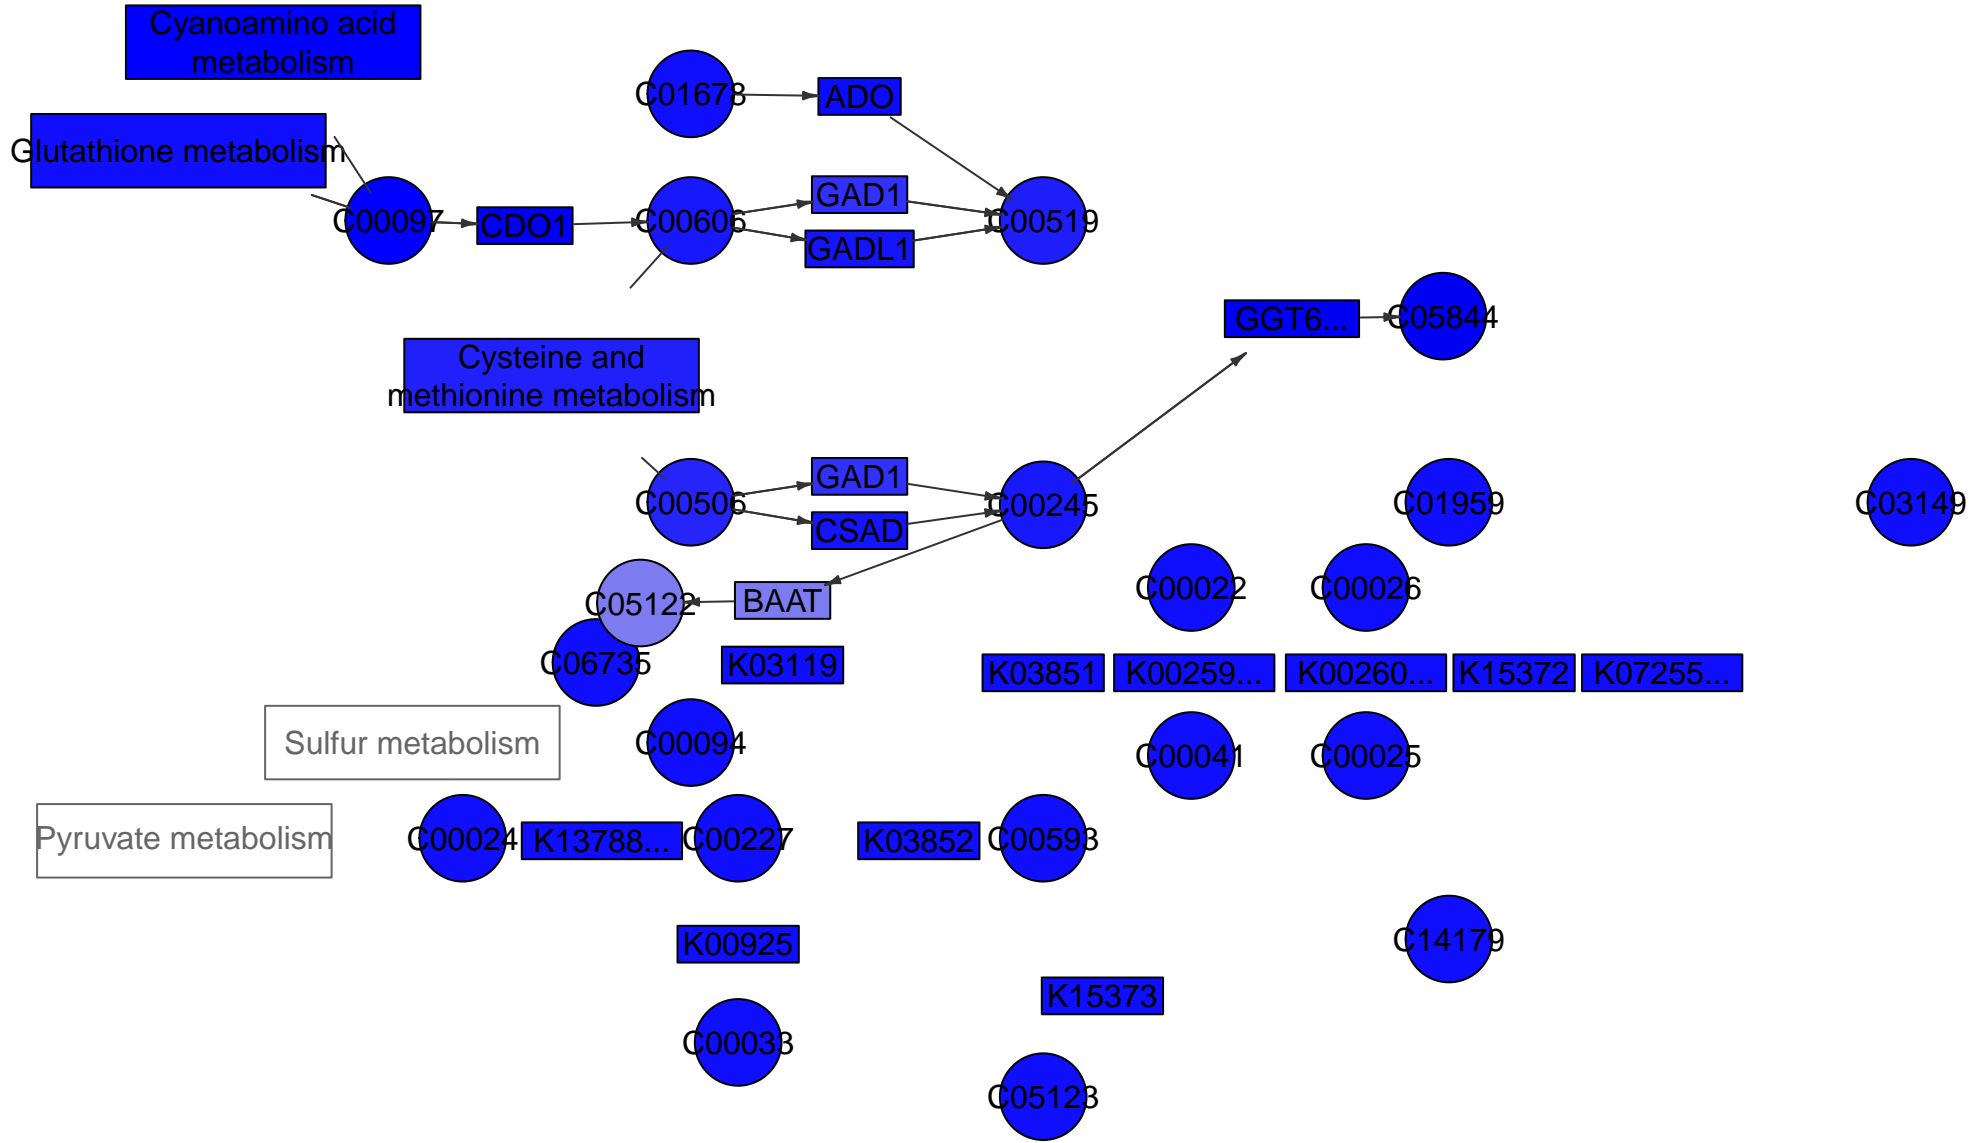 Cyanoamino acid
metabolism
C01678
ADO
Glutathione metabolism
C00097
CDO1
C00606
GAD1
GADL1
C00519
GGT6...
C05844
Cysteine and
methionine metabolism
C00506
GAD1
CSAD
C00245
C01959
C03149
C05122
BAAT
C00022
C00026
C06735
K03119
K03851
K00259...
K00260...
K15372
K07255...
Sulfur metabolism
C00094
C00041
C00025
Pyruvate metabolism
C00024
K13788...
C00227
K03852
C00593
K00925
C14179
K15373
C00033
C05123